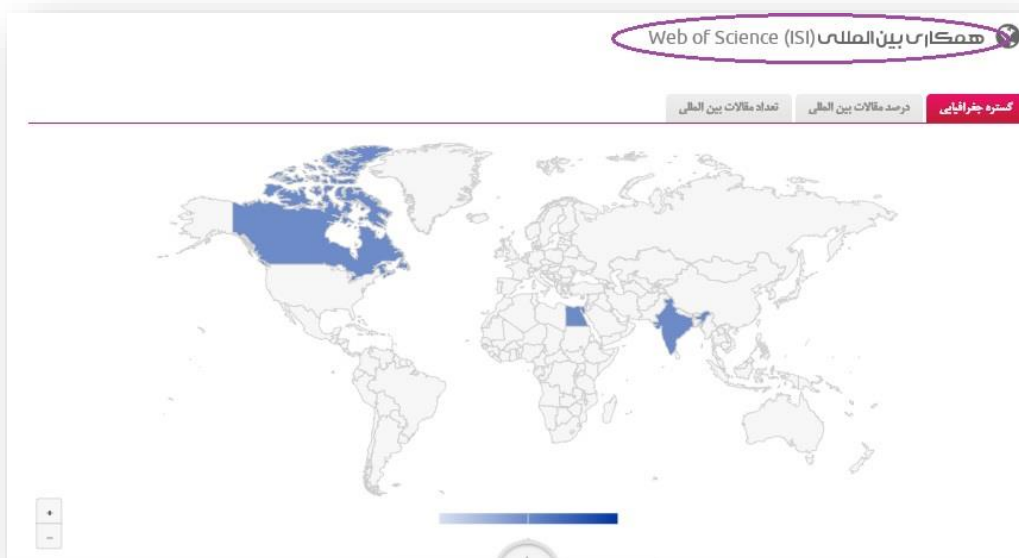 همکاری بین‌المللی Web of Science (ISI)
گستره جغرافیایی درصد مقالات بین المللی تعداد مقالات بین المللی
+
-